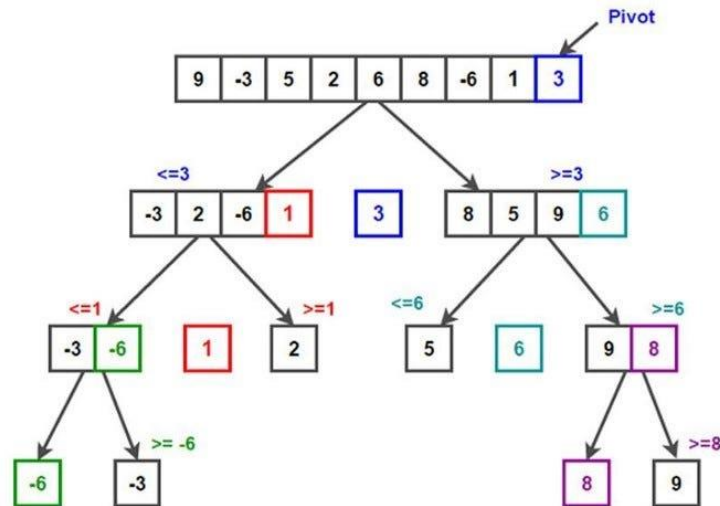 Pivot
9 -3 5 2 6 8 -6 1 3
<=3 >=3
-3 2 -6 1 3 8 5 9 6
<=1 >=1 <=6 >=6
-3 -6 1 2 5 6 9 8
>= -6 >=8
-6 -3 8 9